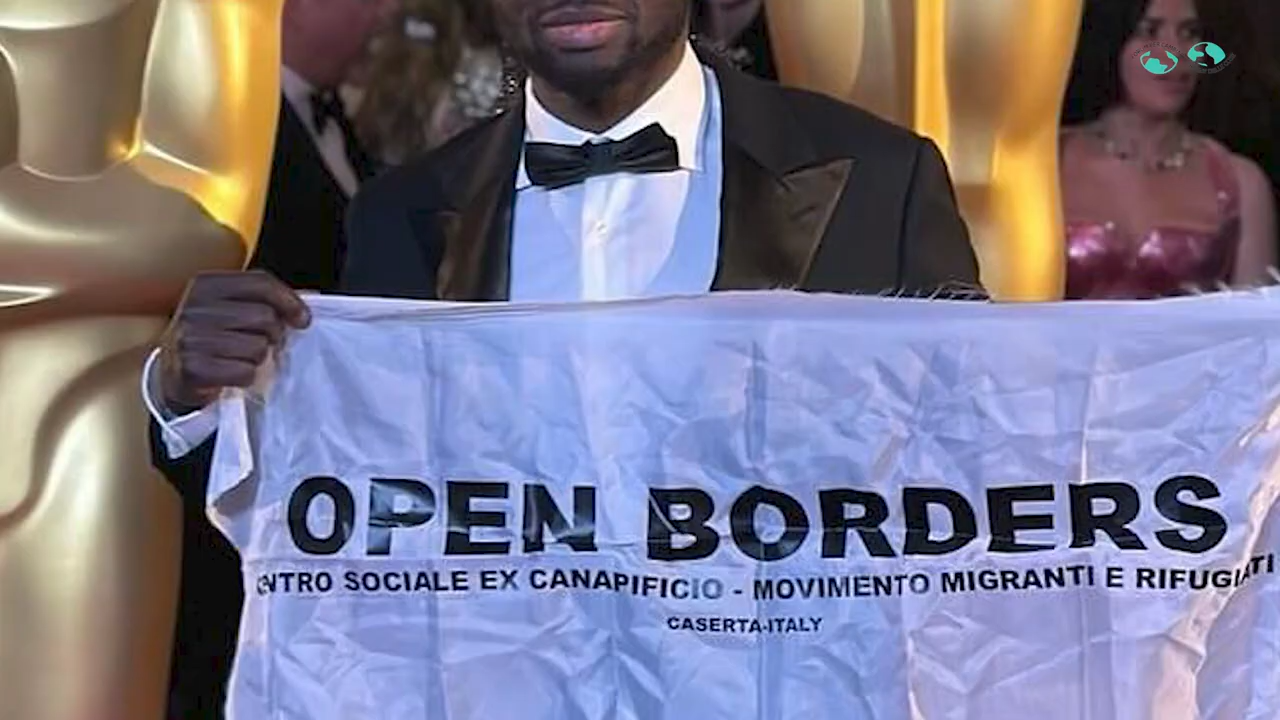 OPEN BORDERS
NTRO SOCIALE EX CANAPIFICIO - MOVIMENTO MIGRANTI E RIFUGIATI
CASERTA-ITALY